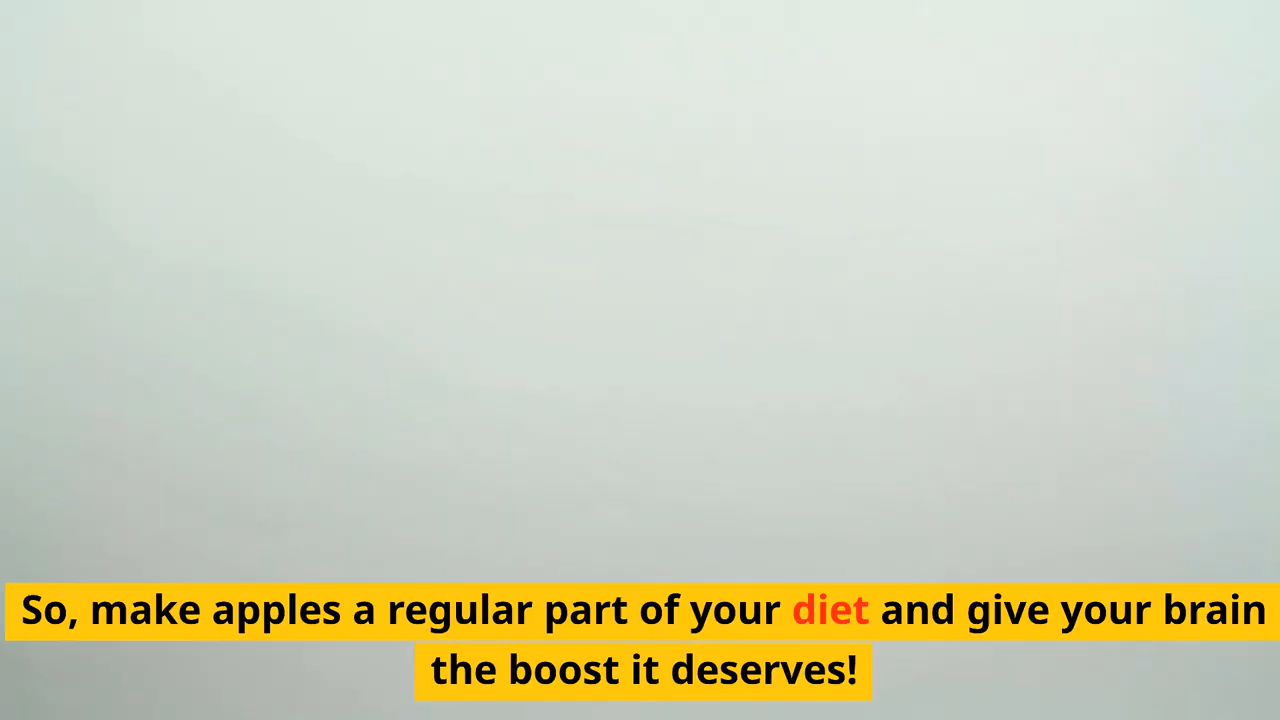 So, make apples a regular part of your diet and give your brain
the boost it deserves!